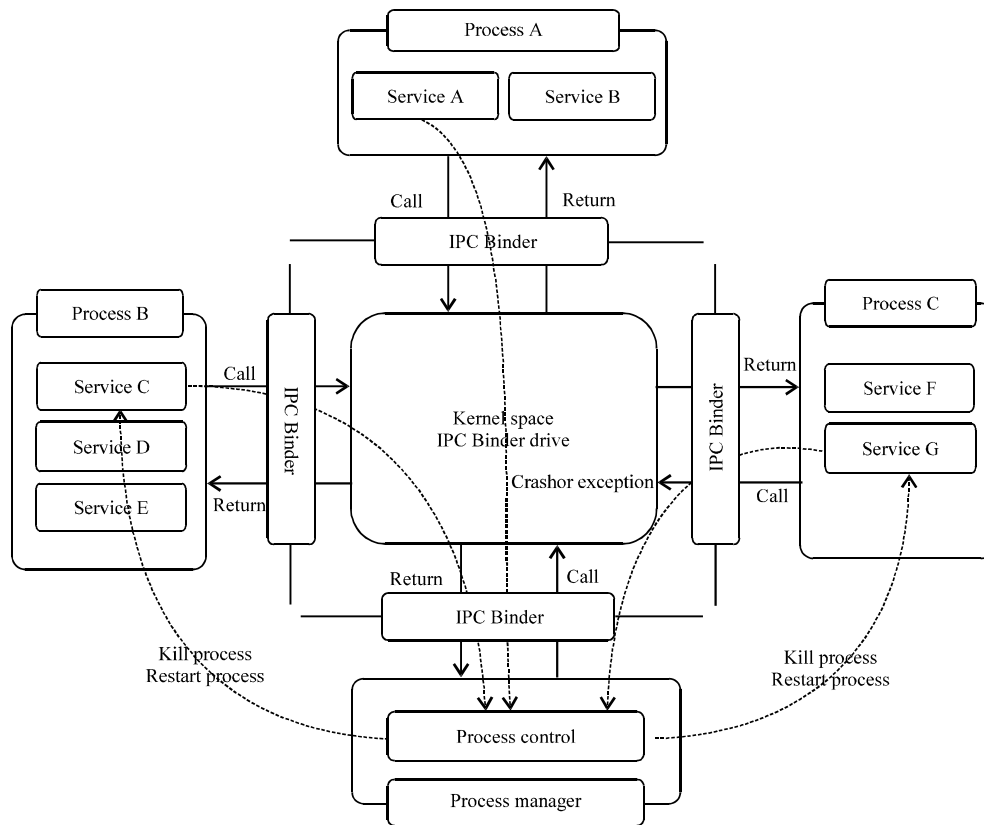 Process A
Service A
Service B
Call
Return
IPC Binder
Process B
Service C
Service D
Service E
Call
Return
IPC Binder
Kernel space
IPC Binder drive
Crashor exception
IPC Binder
Return
Call
Process C
Service F
Service G
Return
Call
IPC Binder
Kill process
Restart process
Kill process
Restart process
Process control
Process manager